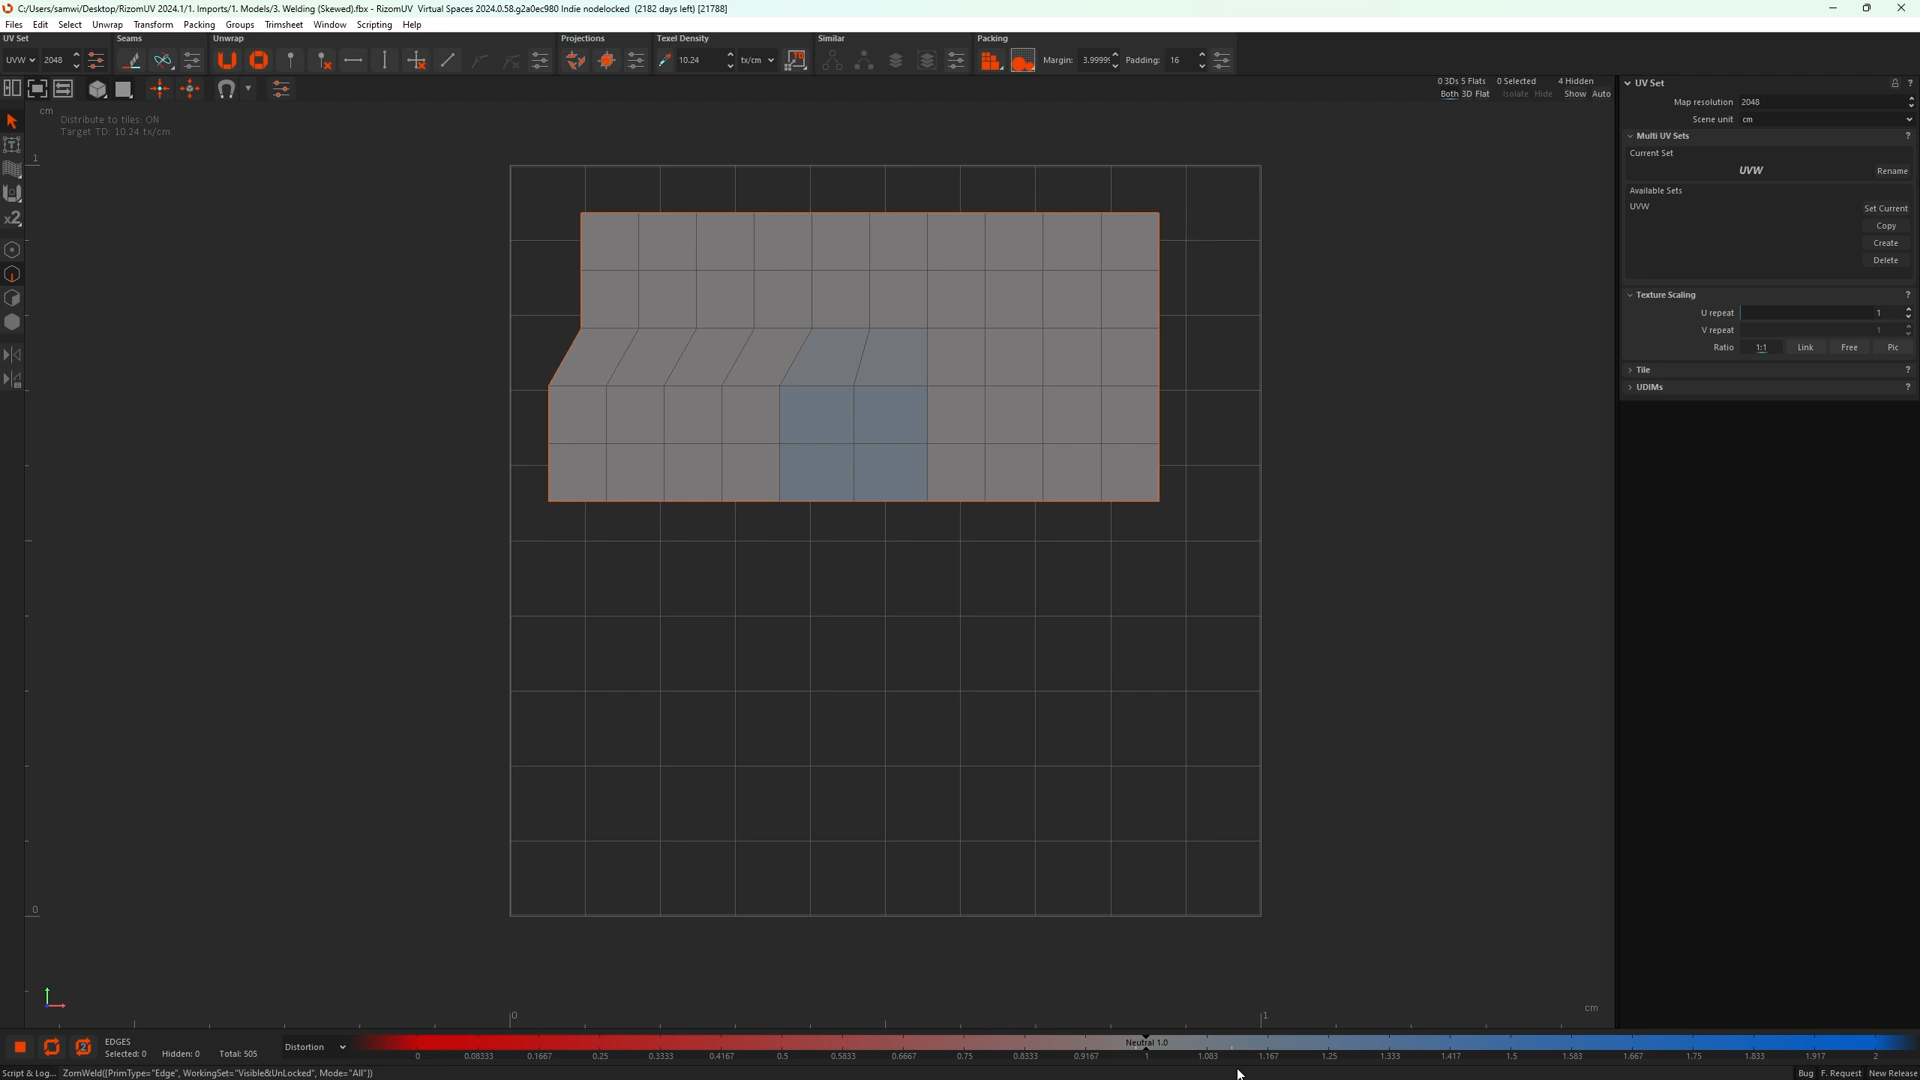 C:/Users/samwi/Desktop/RizomUV 2024.1/1. Imports/1. Models/3. Welding (Skewed).fbx - RizomUV  Virtual Spaces 2024.0.58.g2a0ec980 Indie nodelocked  (2182 days left) [21788]
Files Edit Select Unwrap Transform Packing Groups Trimsheet Window Scripting Help
UV Set Seams Unwrap Projections Texel Density Similar Packing
UVW 2048 10.24 tx/cm Margin: 3.9999 Padding: 16
0 3Ds 5 Flats 0 Selected 4 Hidden
Both 3D Flat Isolate Hide Show Auto
cm
Distribute to tiles: ON
Target TD: 10.24 tx/cm
1
x2
0
0
1
cm
UV Set ?
Map resolution 2048
Scene unit cm
Multi UV Sets ?
Current Set
UVW Rename
Available Sets
UVW Set Current
Copy
Create
Delete
Texture Scaling ?
U repeat 1
V repeat 1
Ratio 1:1 Link Free Pic
Tile ?
UDIMs ?
EDGES
Selected: 0 Hidden: 0 Total: 505
Distortion
Neutral 1.0
0 0.08333 0.1667 0.25 0.3333 0.4167 0.5 0.5833 0.6667 0.75 0.8333 0.9167 1 1.083 1.167 1.25 1.333 1.417 1.5 1.583 1.667 1.75 1.833 1.917 2
Script & Log... ZomWeld({PrimType="Edge", WorkingSet="Visible&UnLocked", Mode="All"})
Bug F. Request New Release